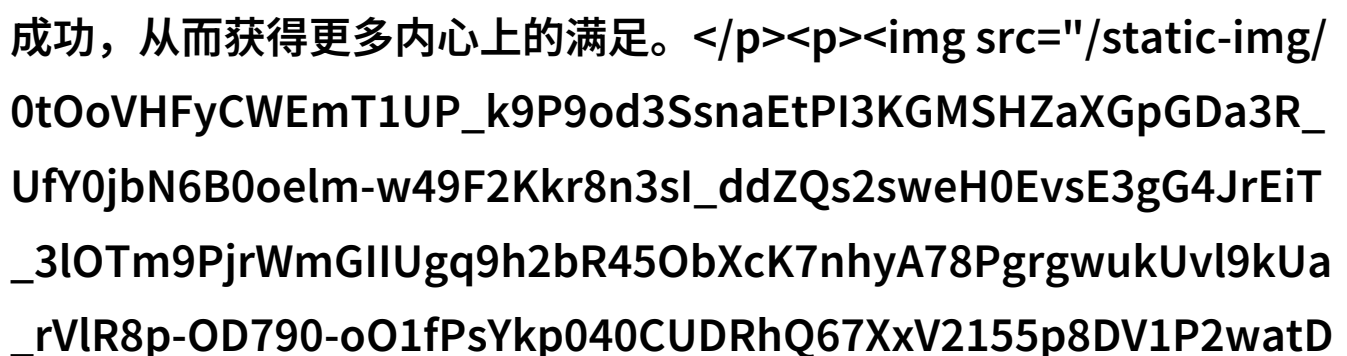 成功，从而获得更多内心上的满足。</p><p><img src="/static-img/
0tOoVHFyCWEmT1UP_k9P9od3SsnaEtPI3KGMSHZaXGpGDa3R_
UfY0jbN6B0oelm-w49F2Kkr8n3sI_ddZQs2sweH0EvsE3gG4JrEiT
_3lOTm9PjrWmGIIUgq9h2bR45ObXcK7nhyA78PgrgwukUvl9kUa
_rVlR8p-OD790-oO1fPsYkp040CUDRhQ67XxV2155p8DV1P2watD